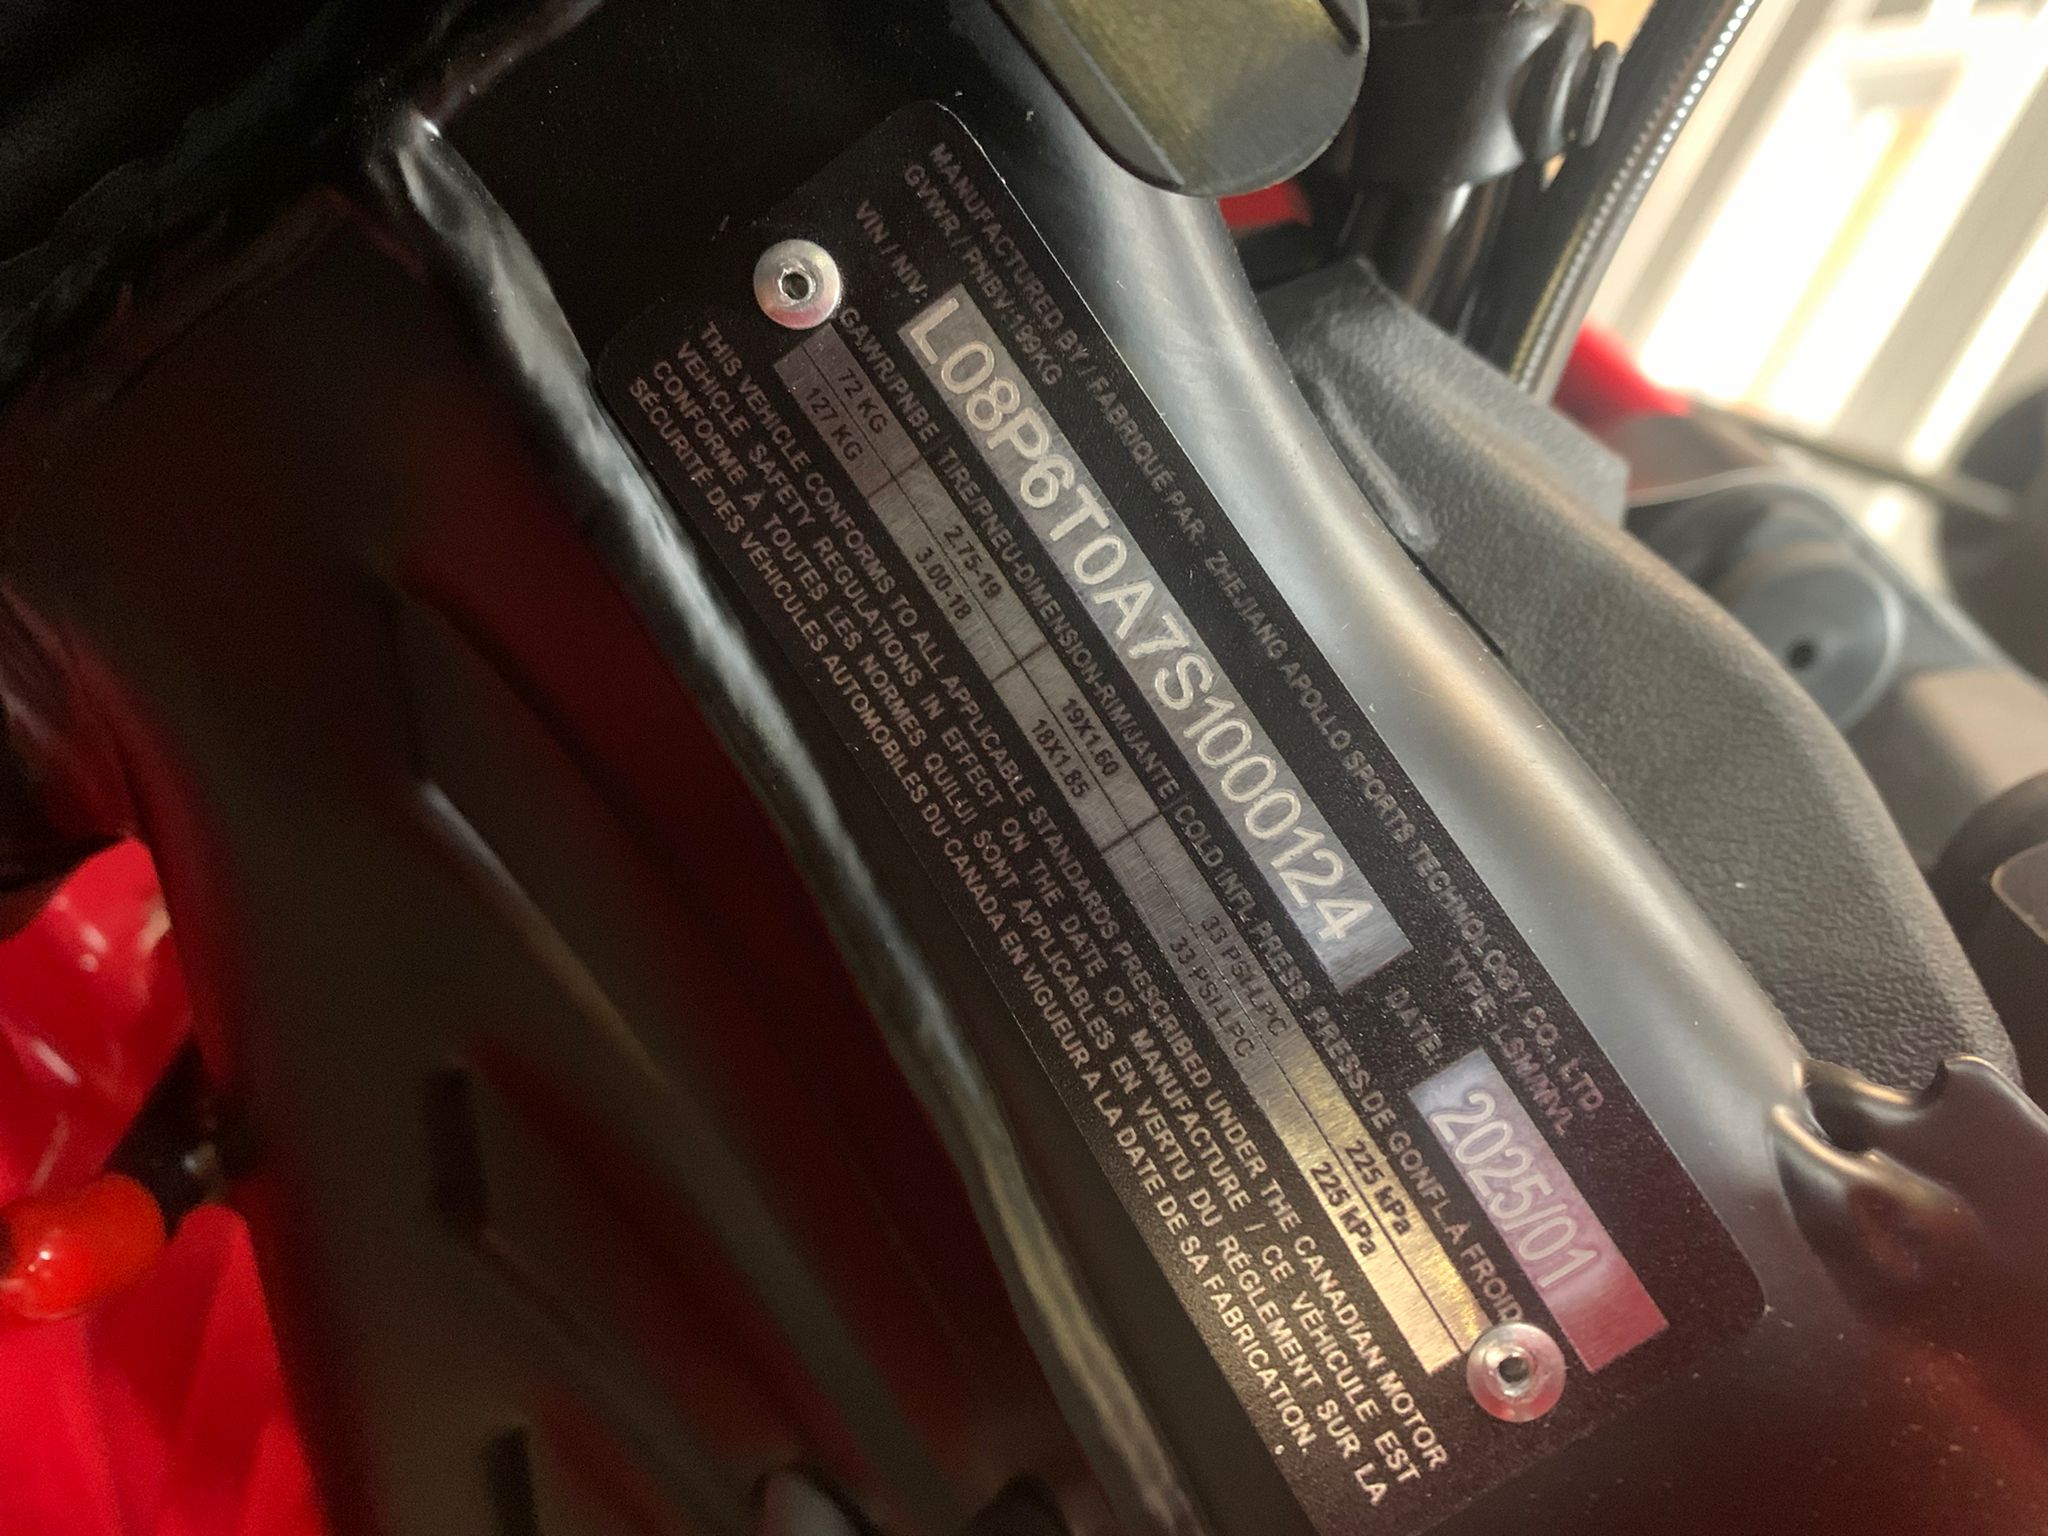 MANUFACTURED BY / FABRIQUÉ PAR: ZHEJIANG APOLLO SPORTS TECHNOLOGY CO., LTD.
GVWR / PNBV: 199KG TYPE: LSM/MVL
VIN / NIV: L08P6T0A7S1000124 DATE: 2025/01
GAWR/PNBE | TIRE/PNEU-DIMENSION-RIM/JANTE | COLD INFL. PRESS. / PRESS. DE GONFL. À FROID
72 KG 2.75-19 19X1.60 33 PSI-LPC 225 kPa
127 KG 3.00-18 18X1.85 33 PSI-LPC 225 kPa
THIS VEHICLE CONFORMS TO ALL APPLICABLE STANDARDS PRESCRIBED UNDER THE CANADIAN MOTOR
VEHICLE SAFETY REGULATIONS IN EFFECT ON THE DATE OF MANUFACTURE / CE VÉHICULE EST
CONFORME À TOUTES LES NORMES QUI LUI SONT APPLICABLES EN VERTU DU RÈGLEMENT SUR LA
SÉCURITÉ DES VÉHICULES AUTOMOBILES DU CANADA EN VIGUEUR A LA DATE DE SA FABRICATION.